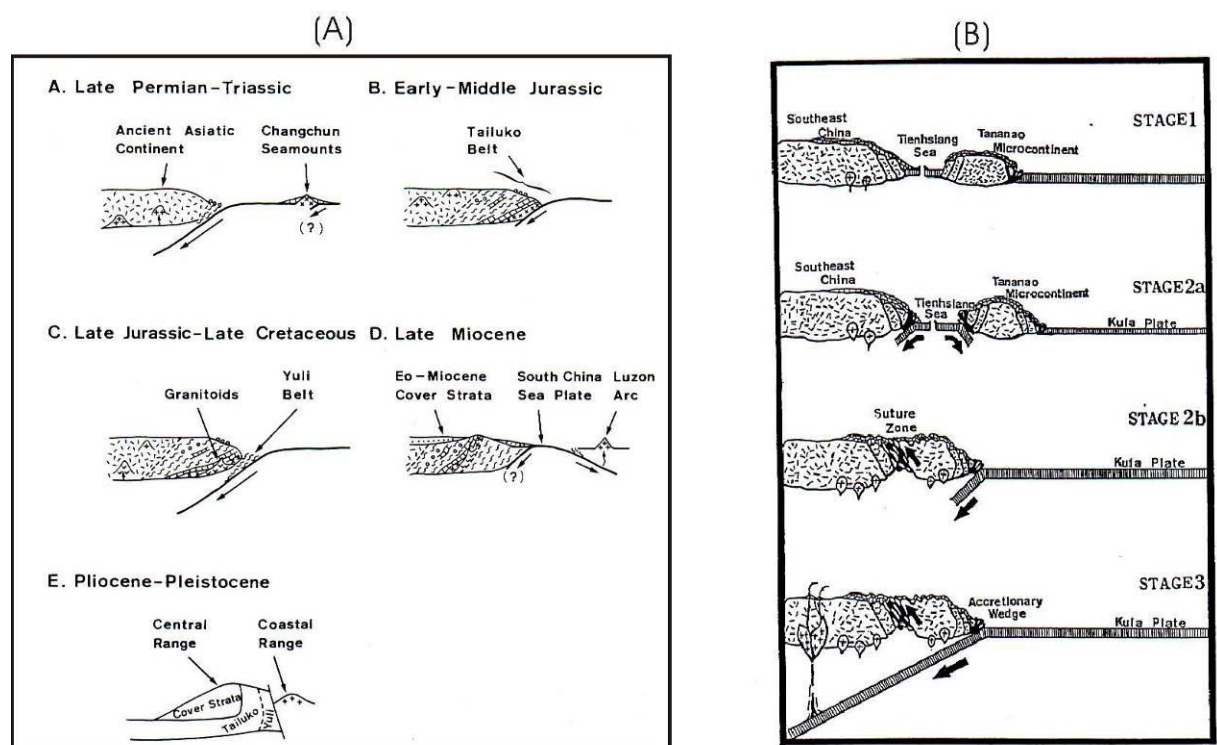 (A)
A. Late Permian-Triassic
Ancient Asiatic
Continent
Changchun
Seamounts
(?)
B. Early-Middle Jurassic
Tailuko
Belt
C. Late Jurassic-Late Cretaceous
Granitoids
Yuli
Belt
D. Late Miocene
Eo-Miocene
Cover Strata
South China
Sea Plate
Luzon
Arc
(?)
E. Pliocene-Pleistocene
Central
Range
Coastal
Range
Cover Strata
Tailuko
Yuli
(B)
STAGE1
Southeast
China
Tienhsiang
Sea
Tananao
Microcontinent
STAGE2a
Southeast
China
Tienhsiang
Sea
Tananao
Microcontinent
Kula Plate
STAGE2b
Suture
Zone
Kula Plate
STAGE3
Accretionary
Wedge
Kula Plate